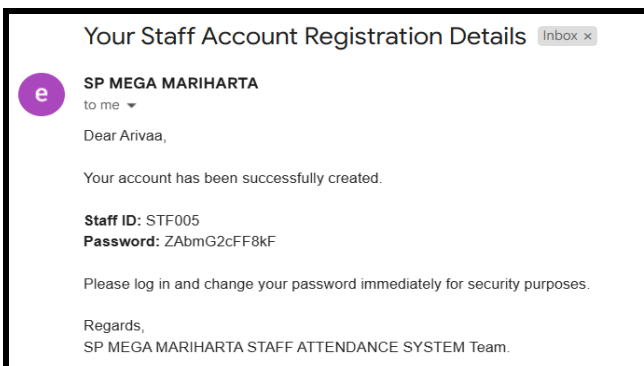 Your Staff Account Registration Details Inbox ×
e
SP MEGA MARIHARTA
to me
Dear Arivaa,
Your account has been successfully created.
Staff ID: STF005
Password: ZAbmG2cFF8kF
Please log in and change your password immediately for security purposes.
Regards,
SP MEGA MARIHARTA STAFF ATTENDANCE SYSTEM Team.